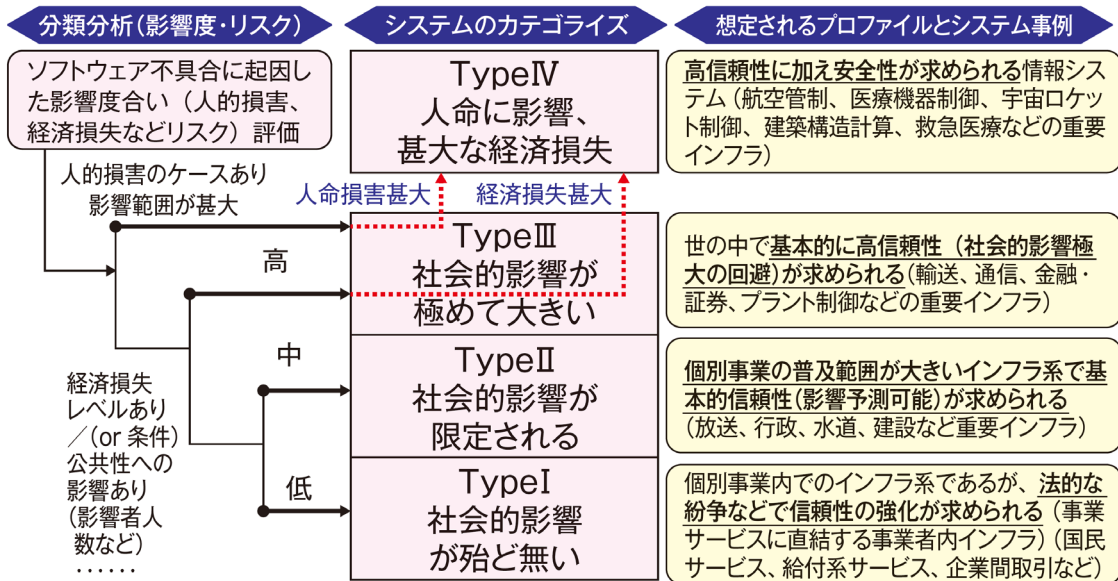 分類分析(影響度・リスク)
システムのカテゴライズ
想定されるプロファイルとシステム事例
ソフトウェア不具合に起因し
た影響度合い（人的損害、
経済損失などリスク）評価
人的損害のケースあり
影響範囲が甚大
高
中
低
経済損失
レベルあり
／(or 条件)
公共性への
影響あり
(影響者人
数など)
‥‥‥
TypeⅣ
人命に影響、
甚大な経済損失
人命損害甚大
経済損失甚大
TypeⅢ
社会的影響が
極めて大きい
TypeⅡ
社会的影響が
限定される
TypeⅠ
社会的影響
が殆ど無い
高信頼性に加え安全性が求められる情報シス
テム（航空管制、医療機器制御、宇宙ロケッ
ト制御、建築構造計算、救急医療などの重要
インフラ）
世の中で基本的に高信頼性（社会的影響極
大の回避）が求められる(輸送、通信、金融・
証券、プラント制御などの重要インフラ）
個別事業の普及範囲が大きいインフラ系で基
本的信頼性(影響予測可能)が求められる
(放送、行政、水道、建設など重要インフラ）
個別事業内でのインフラ系であるが、法的な
紛争などで信頼性の強化が求められる（事業
サービスに直結する事業者内インフラ）(国民
サービス、給付系サービス、企業間取引など）